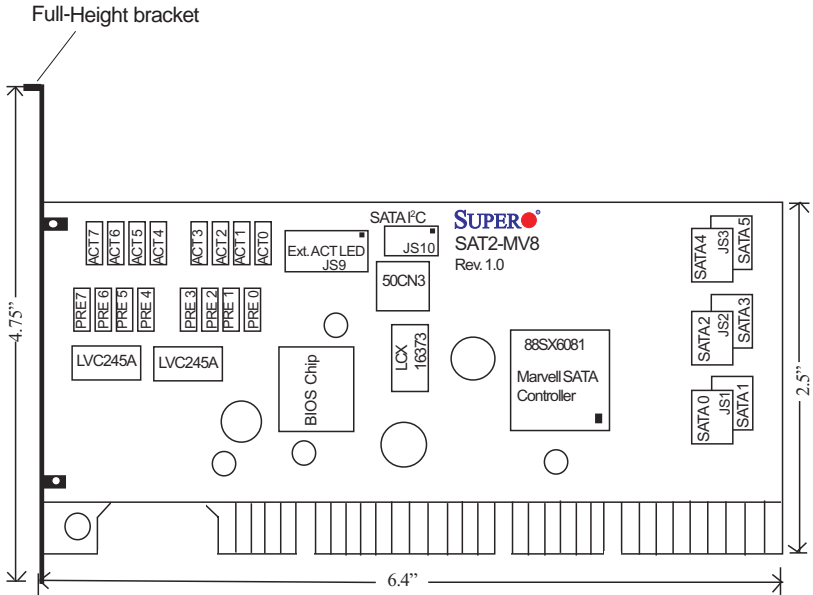 Full-Height bracket
4.75"
ACT7
ACT6
ACT5
ACT4
ACT3
ACT2
ACT1
ACT0
Ext. ACT LED
JS9
SATA I²C
JS10
SUPER
SAT2-MV8
Rev. 1.0
50CN3
PRE7
PRE 6
PRE 5
PRE 4
PRE 3
PRE 2
PRE 1
PRE 0
LVC245A
LVC245A
BIOS Chip
LCX
16373
88SX6081
Marvell SATA
Controller
SATA4
JS3
SATA5
SATA2
JS2
SATA3
SATA0
JS1
SATA1
2.5"
6.4"